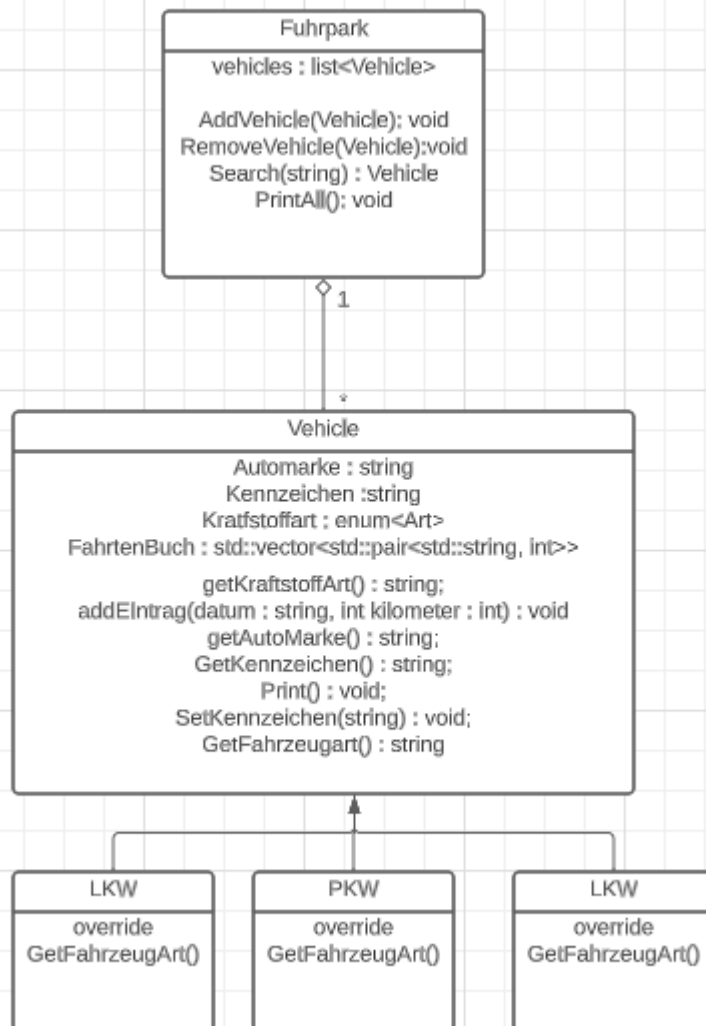 Fuhrpark
vehicles : list<Vehicle>
AddVehicle(Vehicle): void
RemoveVehicle(Vehicle):void
Search(string) : Vehicle
PrintAll(): void
1
*
Vehicle
Automarke : string
Kennzeichen :string
Kratfstoffart : enum<Art>
FahrtenBuch : std::vector<std::pair<std::string, int>>
getKraftstoffArt() : string;
addEIntrag(datum : string, int kilometer : int) : void
getAutoMarke() : string;
GetKennzeichen() : string;
Print() : void;
SetKennzeichen(string) : void;
GetFahrzeugart() : string
LKW
override
GetFahrzeugArt()
PKW
override
GetFahrzeugArt()
LKW
override
GetFahrzeugArt()